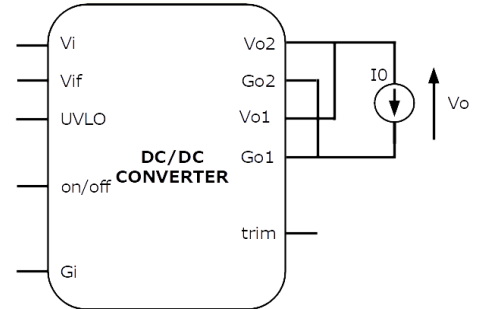 Vi
Vif
UVLO
on/off
Gi
DC/DC
CONVERTER
Vo2
Go2
Vo1
Go1
trim
I0
Vo